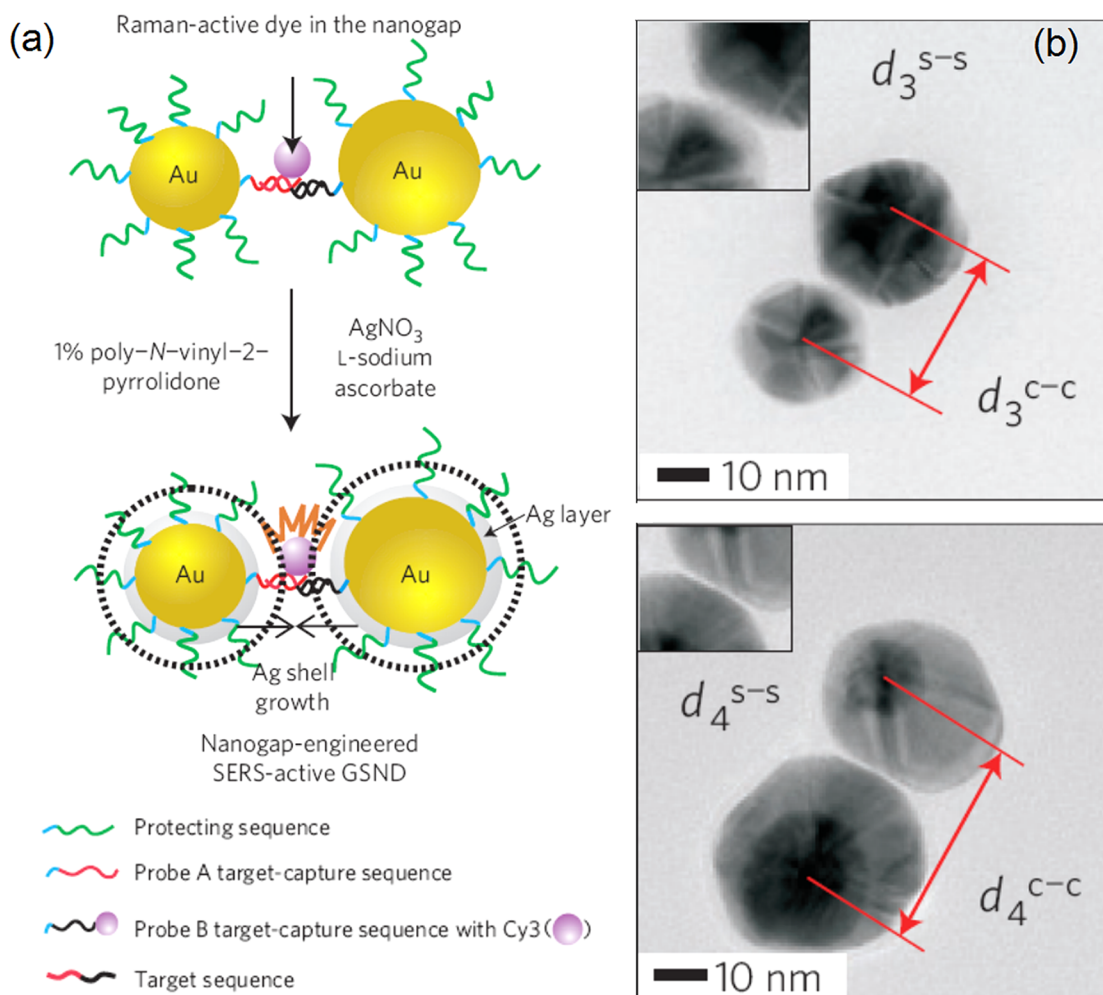 (a)
Raman-active dye in the nanogap
Au
Au
1% poly–N–vinyl–2–
pyrrolidone
AgNO₃
L-sodium
ascorbate
Ag layer
Au
Au
Ag shell
growth
Nanogap-engineered
SERS-active GSND
Protecting sequence
Probe A target-capture sequence
Probe B target-capture sequence with Cy3( )
Target sequence
(b)
d₃ˢ⁻ˢ
d₃ᶜ⁻ᶜ
10 nm
d₄ˢ⁻ˢ
d₄ᶜ⁻ᶜ
10 nm